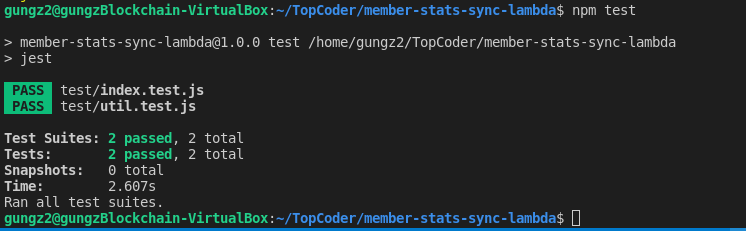 gungz2@gungzBlockchain-VirtualBox:~/TopCoder/member-stats-sync-lambda$ npm test
> member-stats-sync-lambda@1.0.0 test /home/gungz2/TopCoder/member-stats-sync-lambda
> jest
PASS test/index.test.js
PASS test/util.test.js
Test Suites: 2 passed, 2 total
Tests:       2 passed, 2 total
Snapshots:   0 total
Time:        2.607s
Ran all test suites.
gungz2@gungzBlockchain-VirtualBox:~/TopCoder/member-stats-sync-lambda$